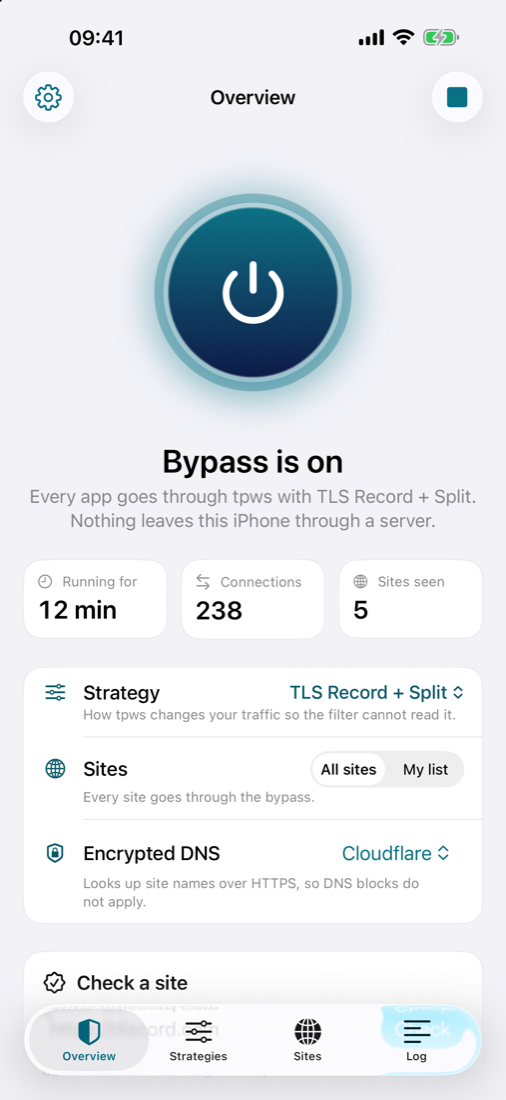 09:41
Overview
Bypass is on
Every app goes through tpws with TLS Record + Split.
Nothing leaves this iPhone through a server.
Running for
12 min
Connections
238
Sites seen
5
Strategy
TLS Record + Split
How tpws changes your traffic so the filter cannot read it.
Sites
All sites
My list
Every site goes through the bypass.
Encrypted DNS
Cloudflare
Looks up site names over HTTPS, so DNS blocks do
not apply.
Check a site
Overview
Strategies
Sites
Log